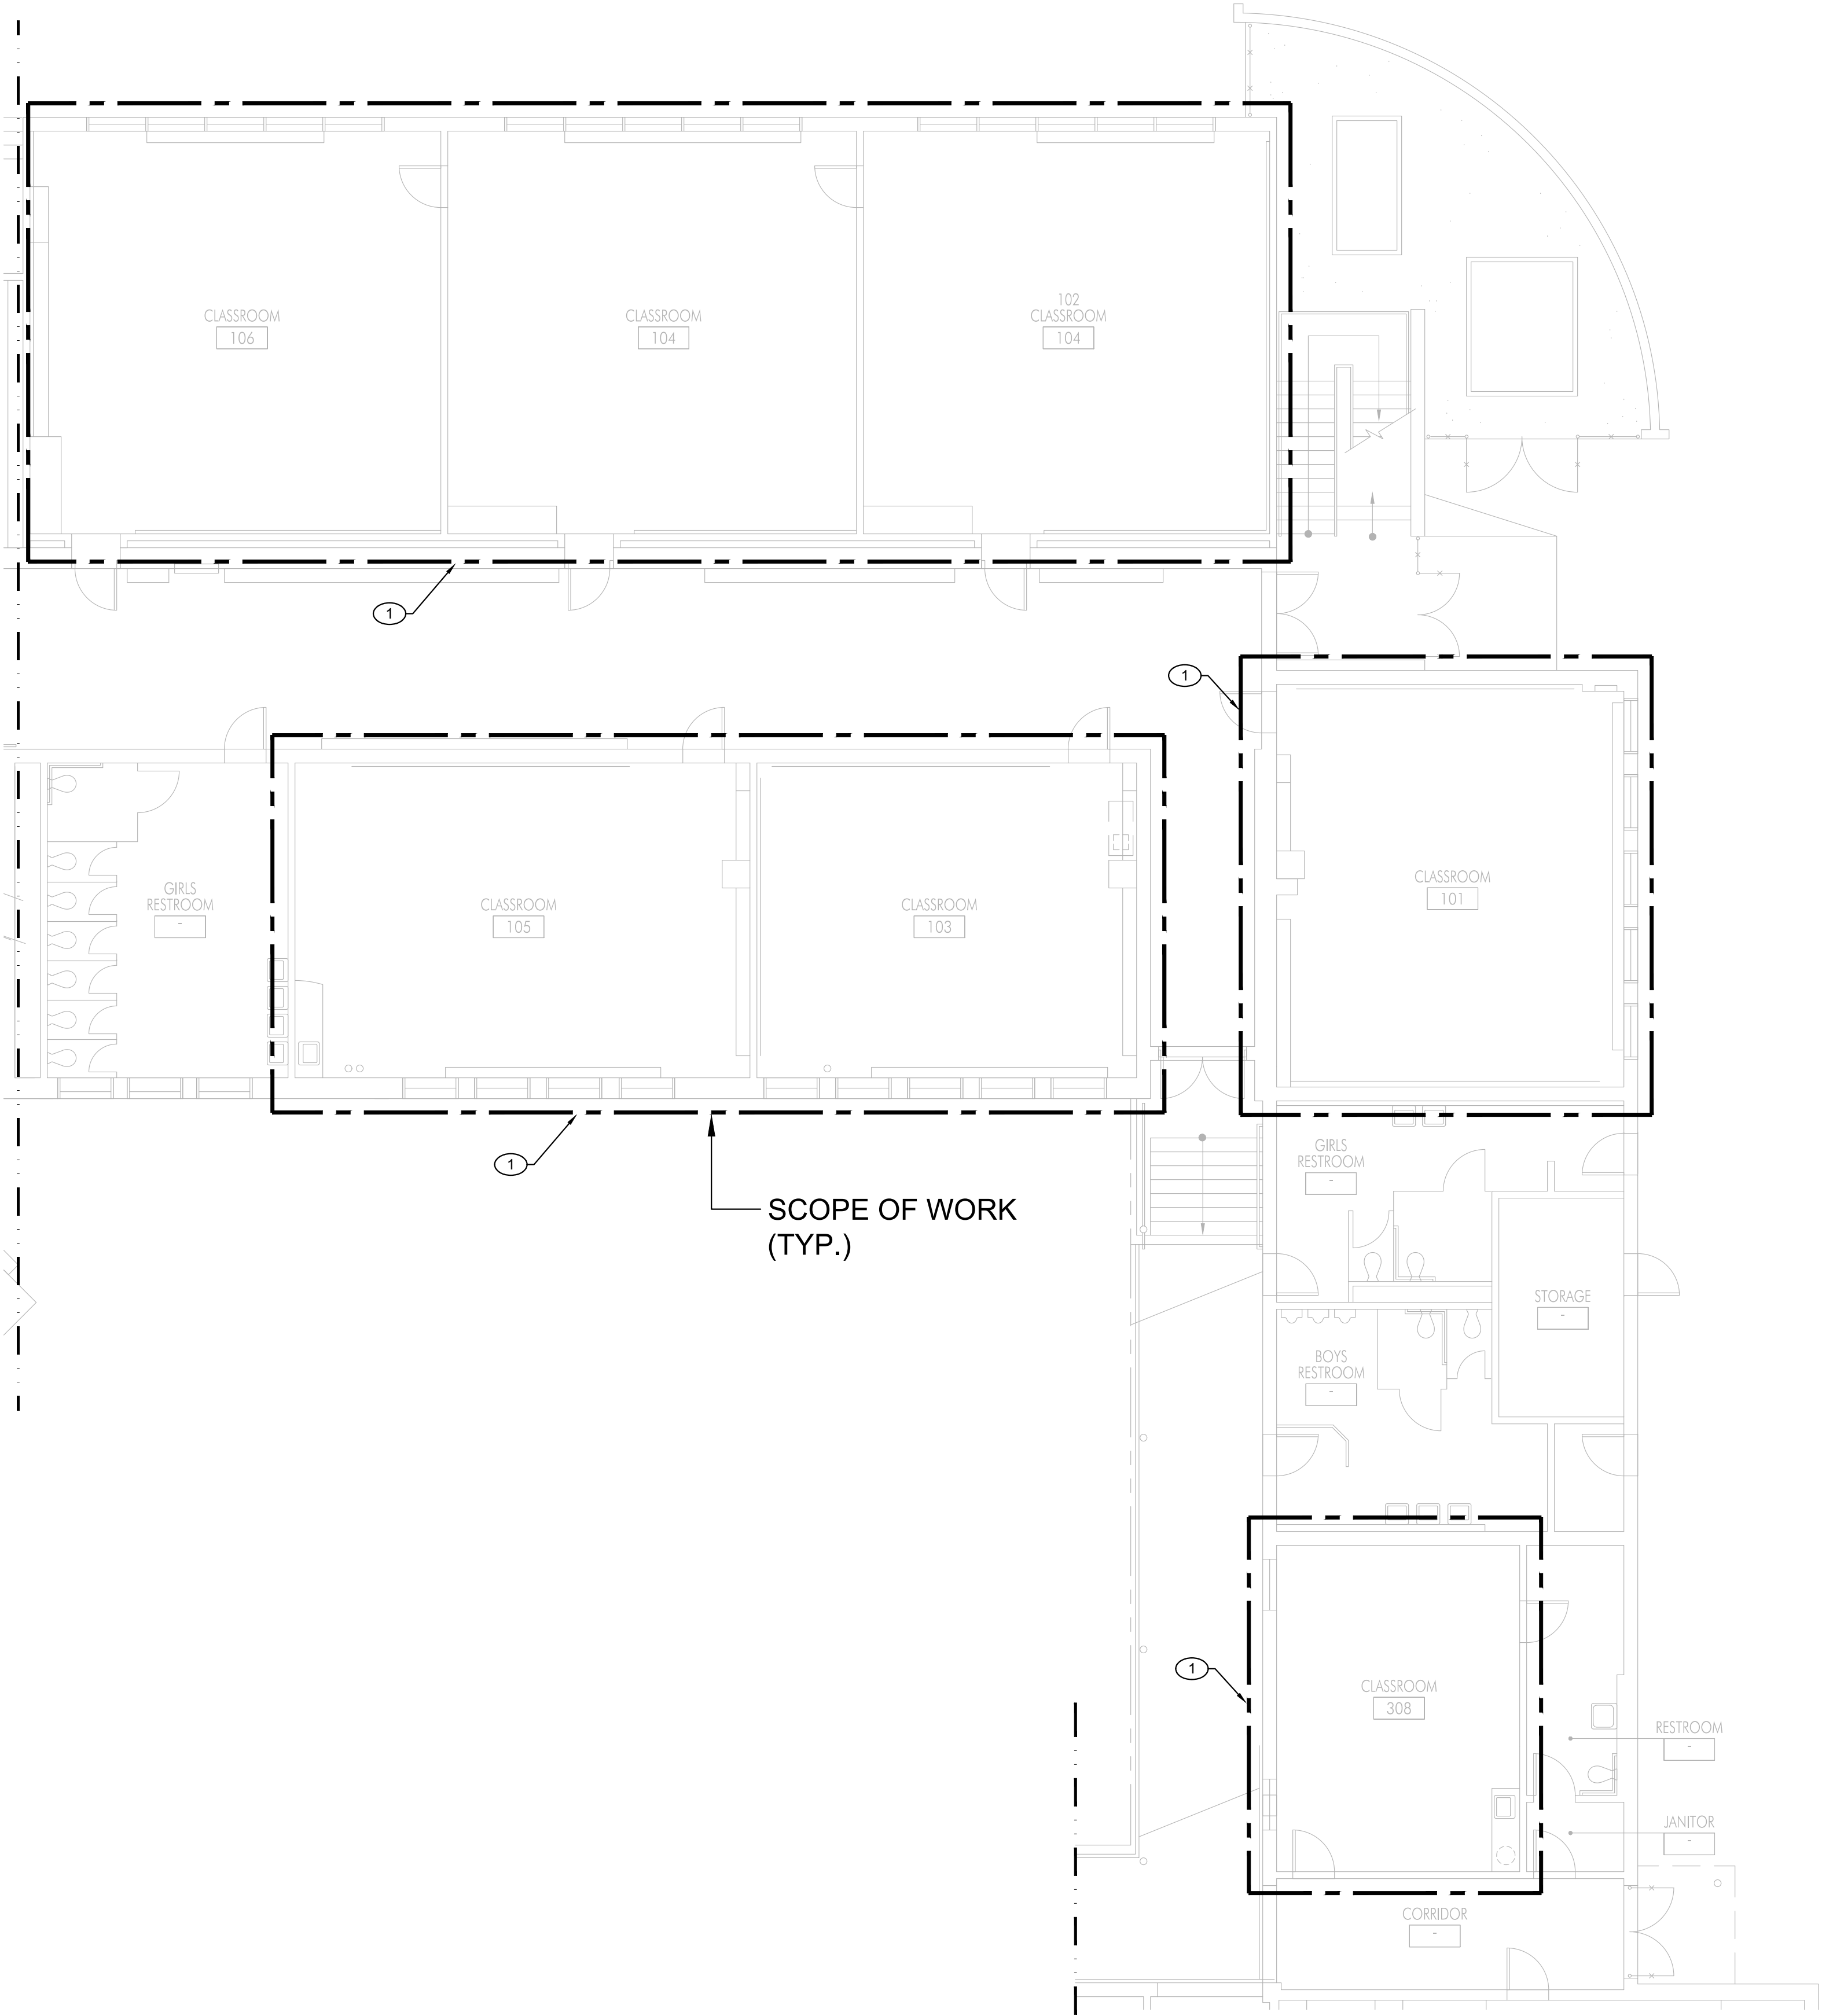 102
CLASSROOM
106
CLASSROOM
104
CLASSROOM
104
1
1
GIRLS
RESTROOM
-
CLASSROOM
105
CLASSROOM
103
CLASSROOM
101
1
SCOPE OF WORK
(TYP.)
GIRLS
RESTROOM
-
STORAGE
-
BOYS
RESTROOM
-
1
CLASSROOM
308
RESTROOM
-
JANITOR
-
CORRIDOR
-